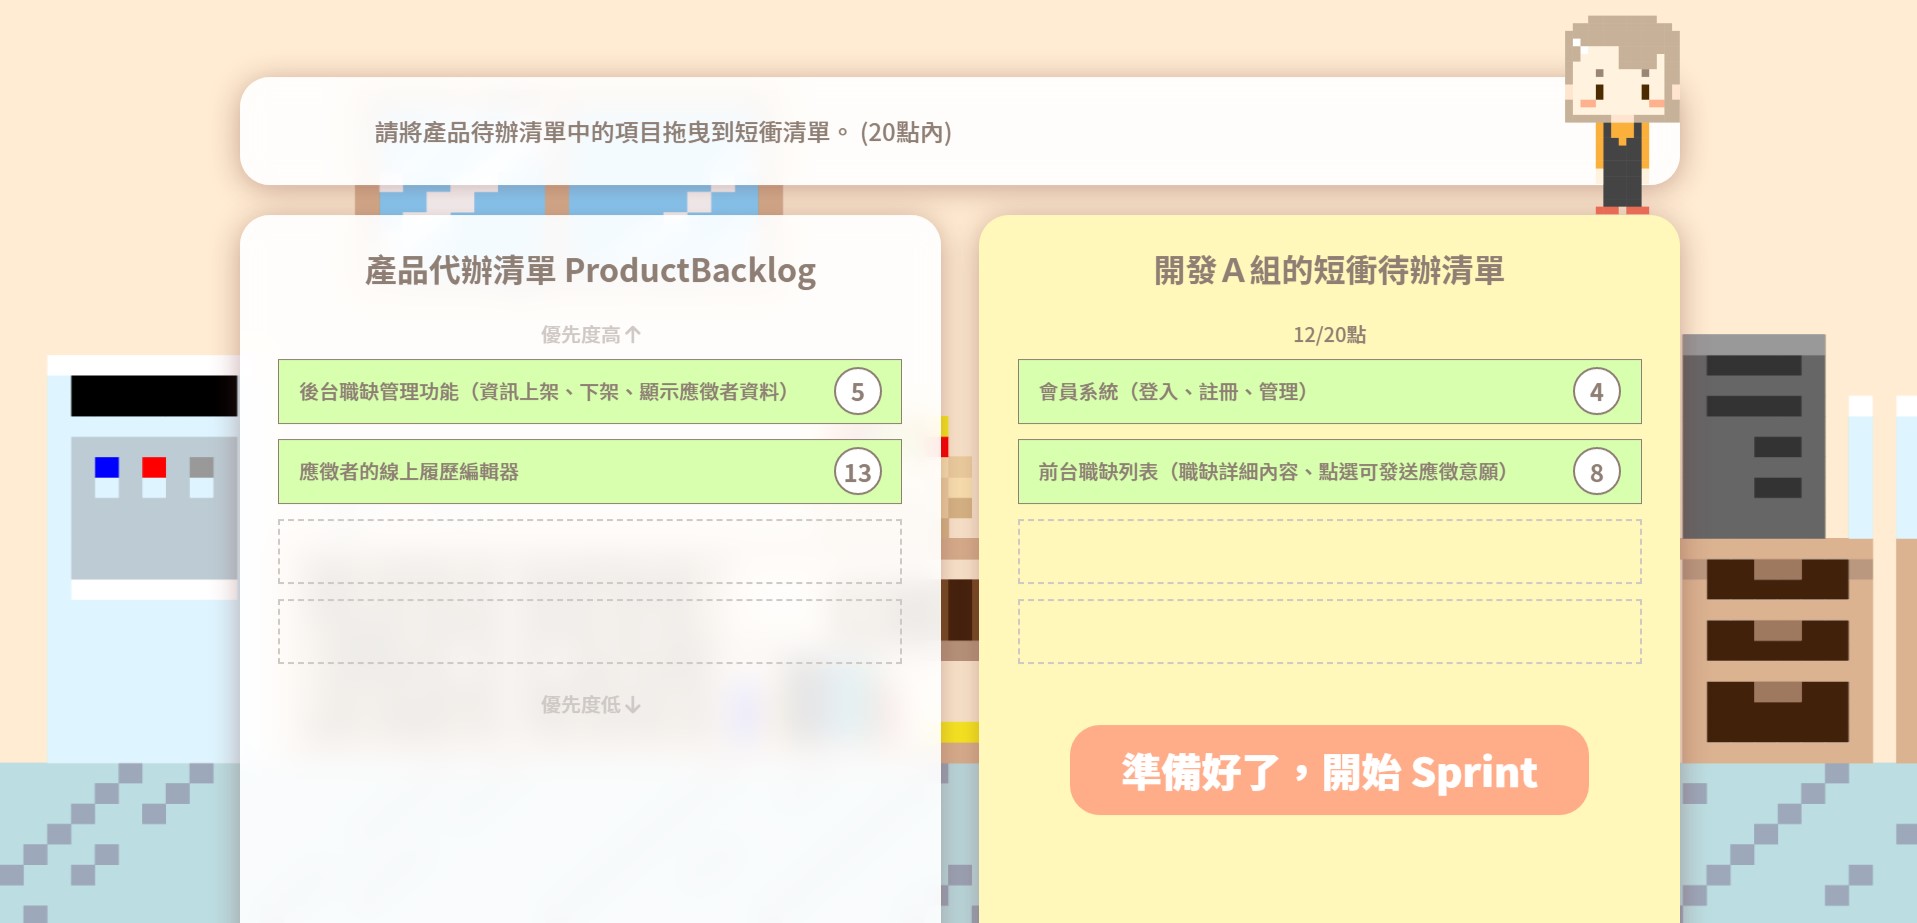 請將產品待辦清單中的項目拖曳到短衝清單。 (20點內)
產品代辦清單 ProductBacklog
優先度高↑
後台職缺管理功能（資訊上架、下架、顯示應徵者資料） 5
應徵者的線上履歷編輯器 13
優先度低↓
開發 A 組的短衝待辦清單
12/20點
會員系統（登入、註冊、管理） 4
前台職缺列表（職缺詳細內容、點選可發送應徵意願） 8
準備好了，開始 Sprint